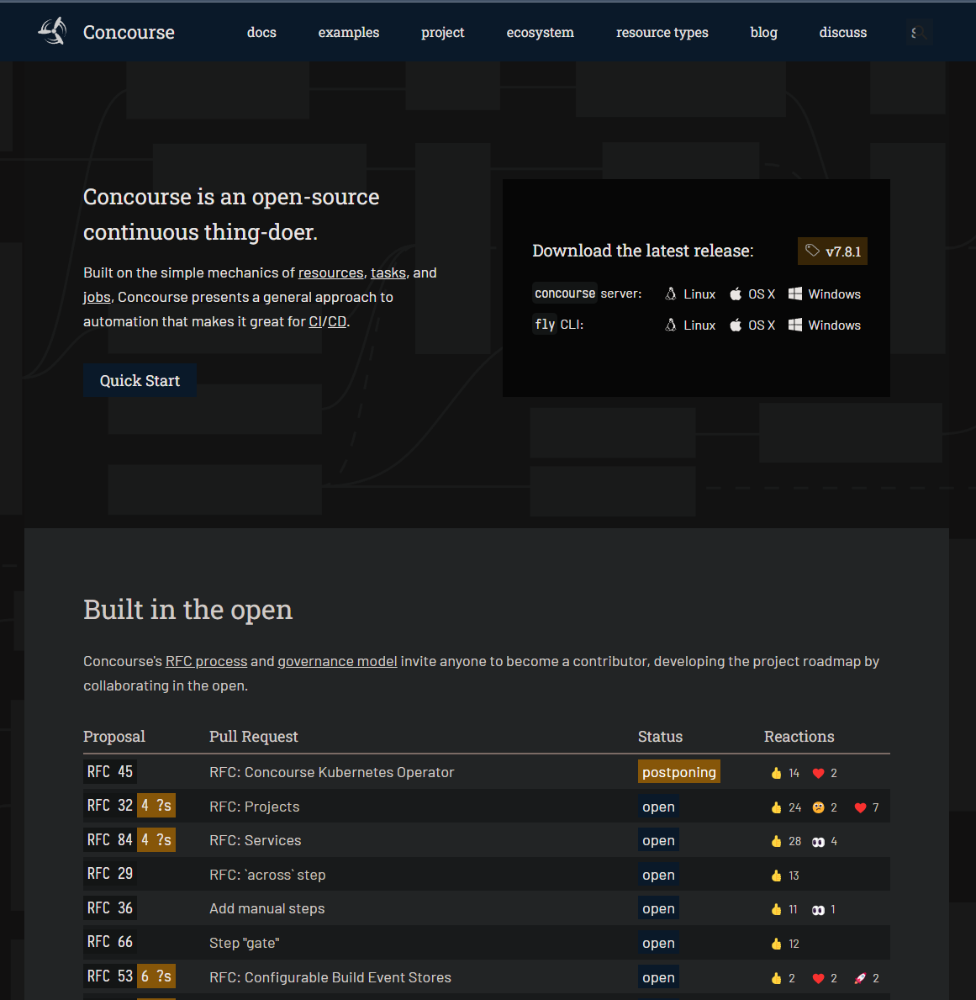 Concourse docs examples project ecosystem resource types blog discuss
Concourse is an open-source
continuous thing-doer.
Built on the simple mechanics of resources, tasks, and
jobs, Concourse presents a general approach to
automation that makes it great for CI/CD.
Quick Start
Download the latest release: v7.8.1
concourse server: Linux OS X Windows
fly CLI: Linux OS X Windows
Built in the open
Concourse's RFC process and governance model invite anyone to become a contributor, developing the project roadmap by
collaborating in the open.
Proposal Pull Request Status Reactions
RFC 45 RFC: Concourse Kubernetes Operator postponing 👍 14 ❤️ 2
RFC 32 4 ?s RFC: Projects open 👍 24 😕 2 ❤️ 7
RFC 84 4 ?s RFC: Services open 👍 28 👀 4
RFC 29 RFC: `across` step open 👍 13
RFC 36 Add manual steps open 👍 11 👀 1
RFC 66 Step "gate" open 👍 12
RFC 53 6 ?s RFC: Configurable Build Event Stores open 👍 2 ❤️ 2 🚀 2